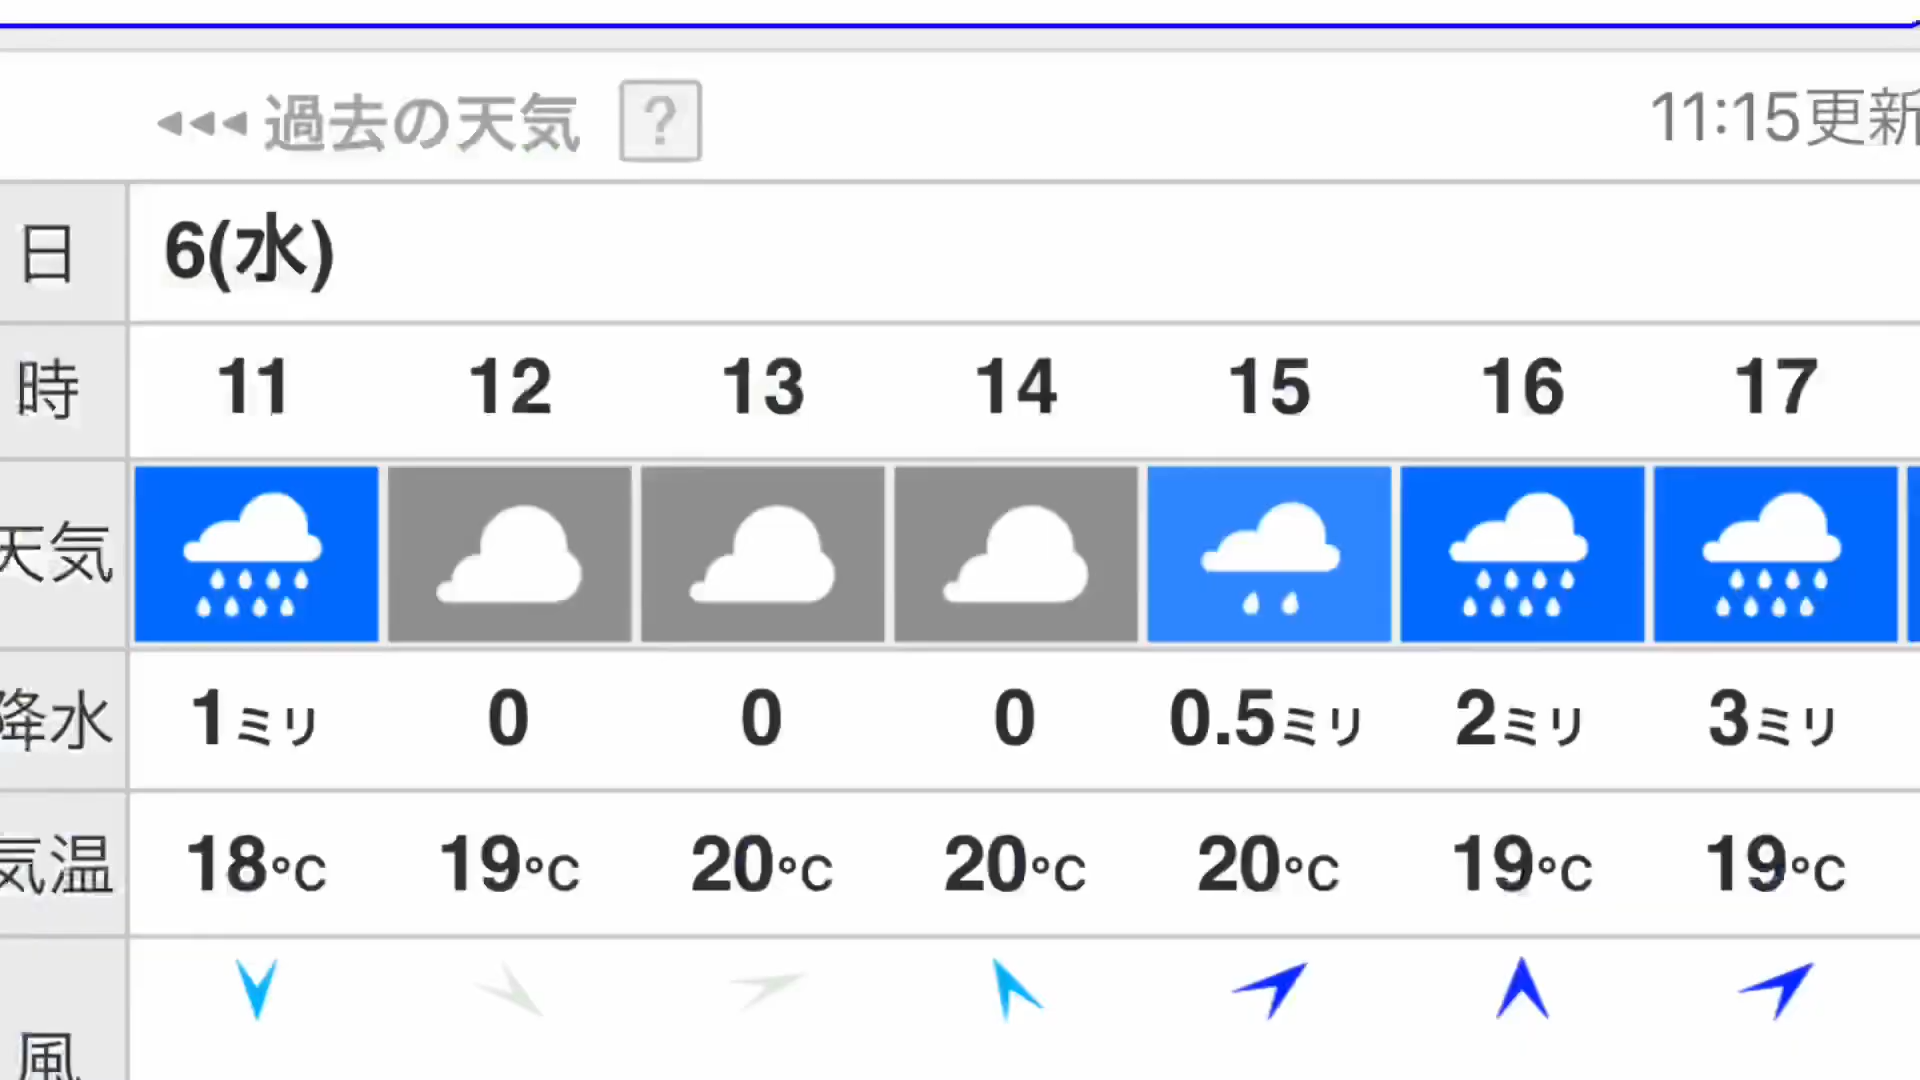 ◀◀◀ 過去の天気 ? 11:15更新
日 6(水)
時 11 12 13 14 15 16 17
天気
降水 1ミリ 0 0 0 0.5ミリ 2ミリ 3ミリ
気温 18℃ 19℃ 20℃ 20℃ 20℃ 19℃ 19℃
風